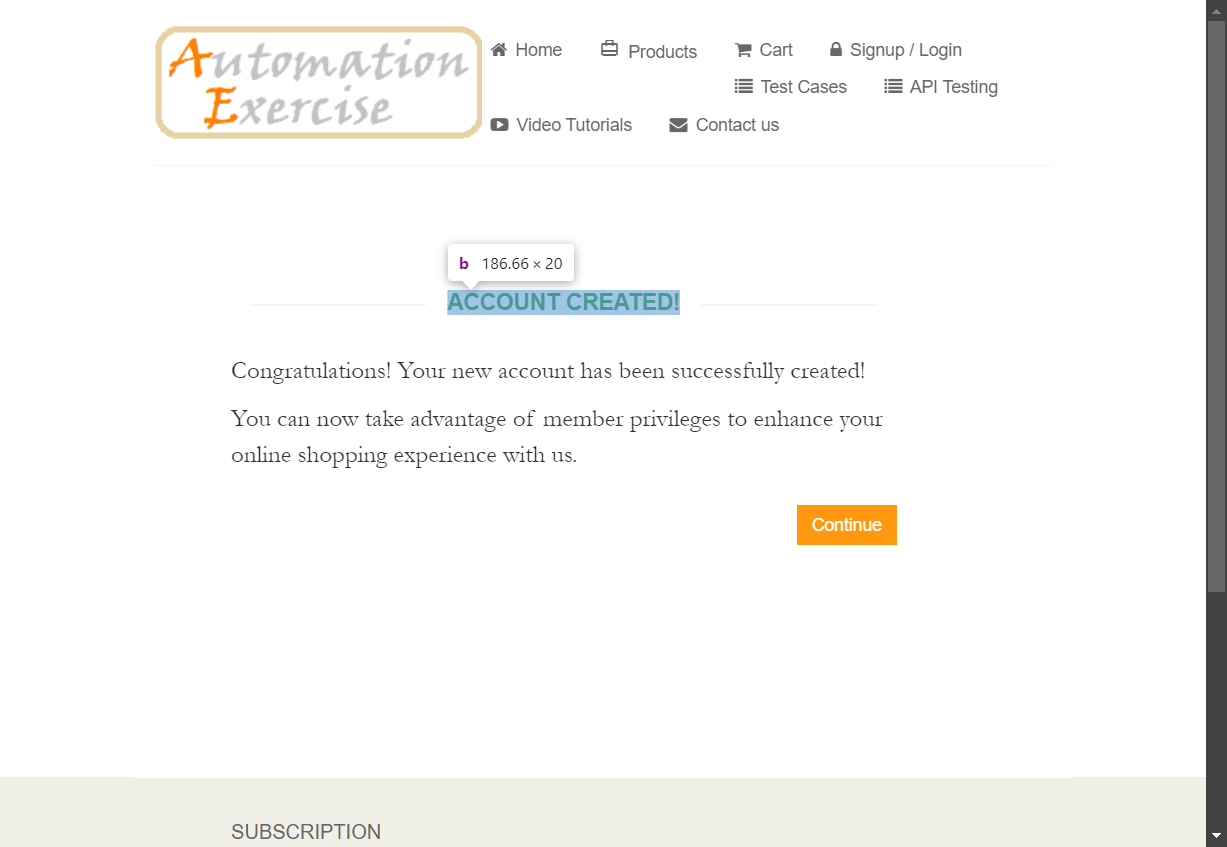 Automation
Exercise
Home
Products
Cart
Signup / Login
Test Cases
API Testing
Video Tutorials
Contact us
b 186.66 × 20
ACCOUNT CREATED!
Congratulations! Your new account has been successfully created!
You can now take advantage of member privileges to enhance your
online shopping experience with us.
Continue
SUBSCRIPTION